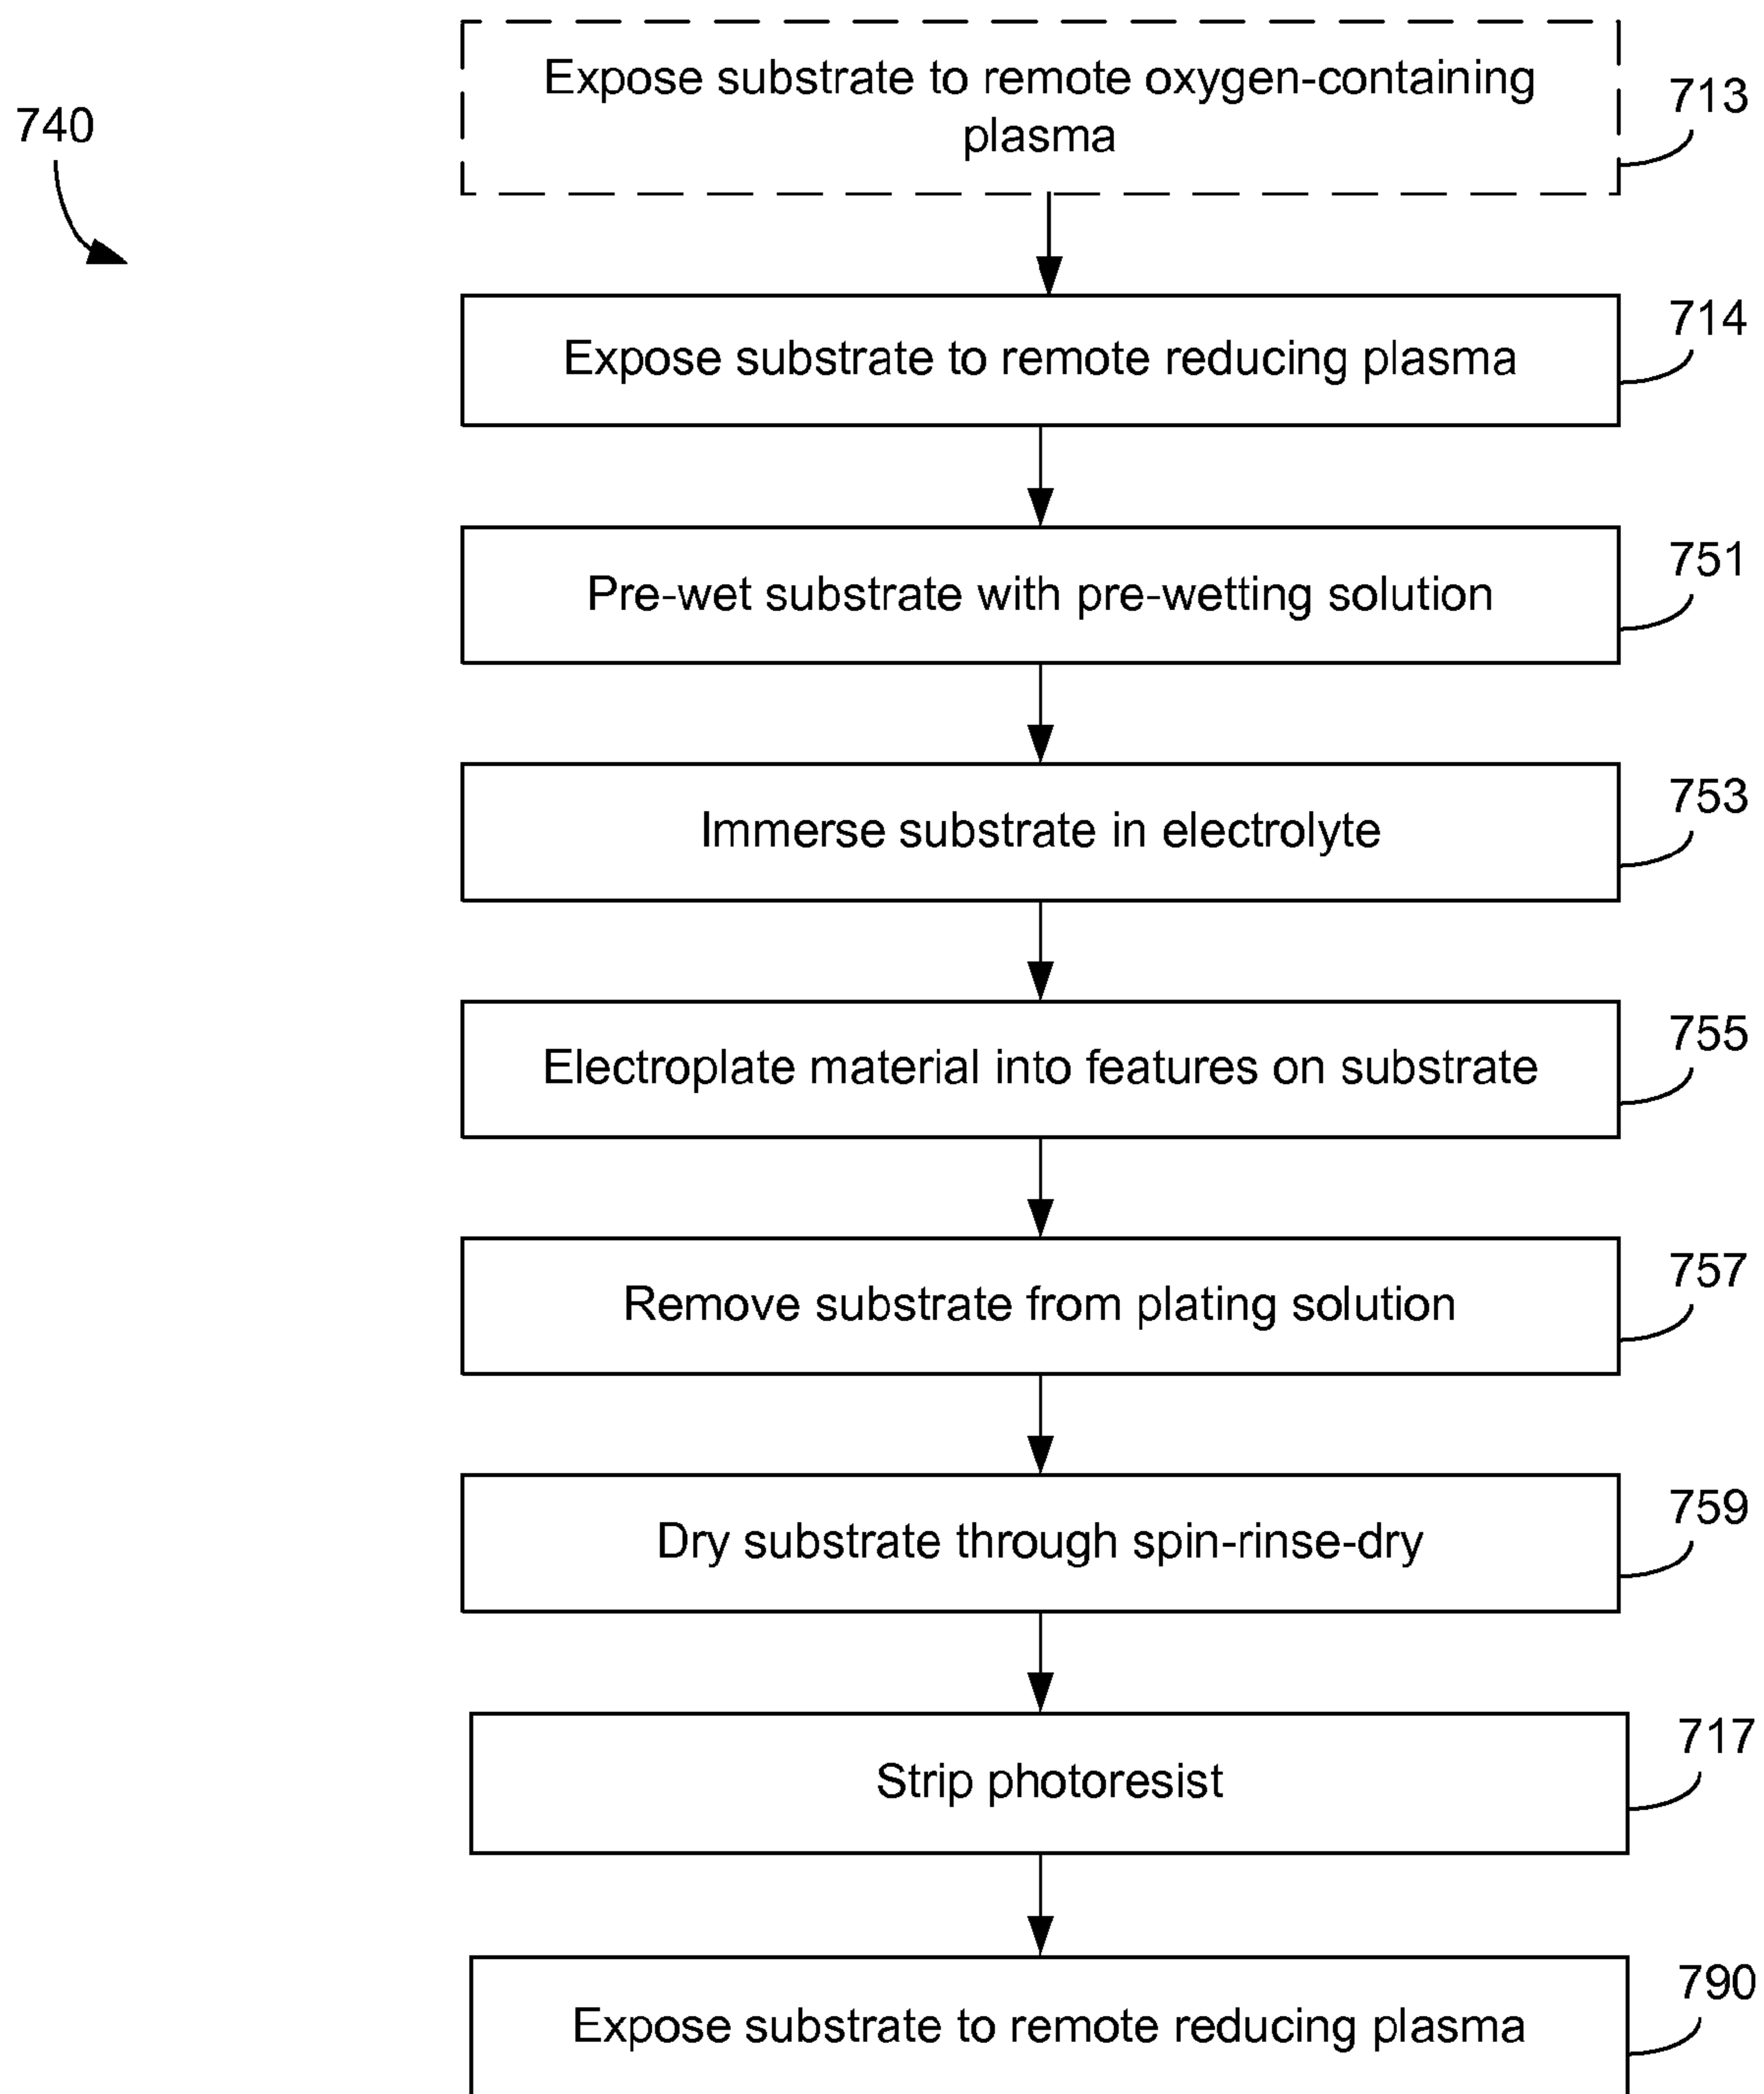 Expose substrate to remote oxygen-containing
plasma
713
740
Expose substrate to remote reducing plasma
714
Pre-wet substrate with pre-wetting solution
751
Immerse substrate in electrolyte
753
Electroplate material into features on substrate
755
Remove substrate from plating solution
757
Dry substrate through spin-rinse-dry
759
Strip photoresist
717
Expose substrate to remote reducing plasma
790